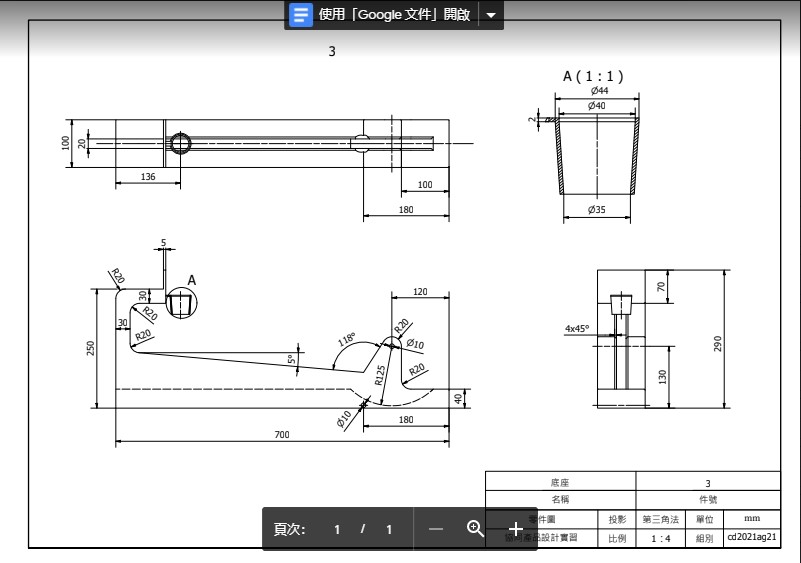 使用「Google 文件」開啟
3
A ( 1 : 1 )
Ø44
Ø40
2
Ø35
100
20
136
100
180
5
A
R20
30
R20
30
R20
250
5°
118°
120
R20
Ø10
R125
R20
Ø10
40
180
700
70
4x45°
290
130
底座
3
名稱
件號
零件圖
投影
第三角法
單位
mm
產品設計實習
比例
1 : 4
組別
cd2021ag21
頁次:
1 / 1